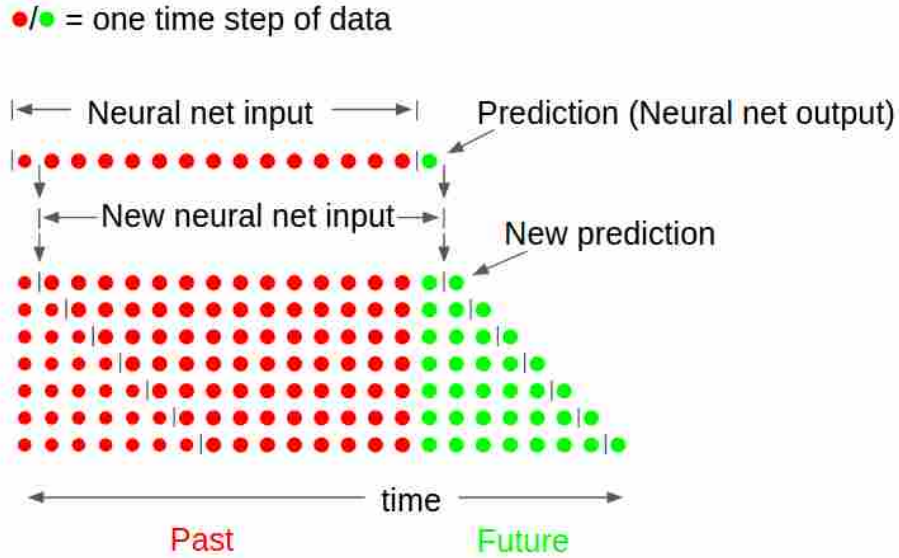 / = one time step of data
Neural net input
Prediction (Neural net output)
New neural net input
New prediction
time
Past
Future